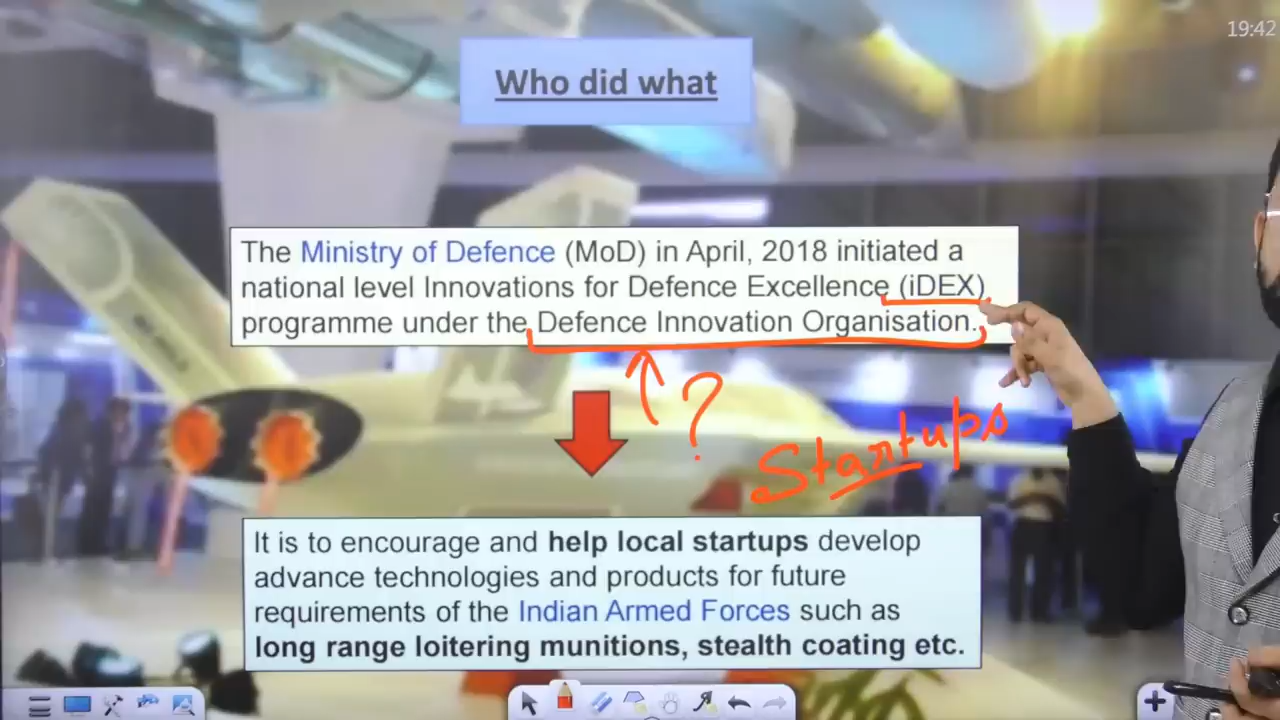 19:42
Who did what
The Ministry of Defence (MoD) in April, 2018 initiated a
national level Innovations for Defence Excellence (iDEX)
programme under the Defence Innovation Organisation.
?
Startups
It is to encourage and help local startups develop
advance technologies and products for future
requirements of the Indian Armed Forces such as
long range loitering munitions, stealth coating etc.